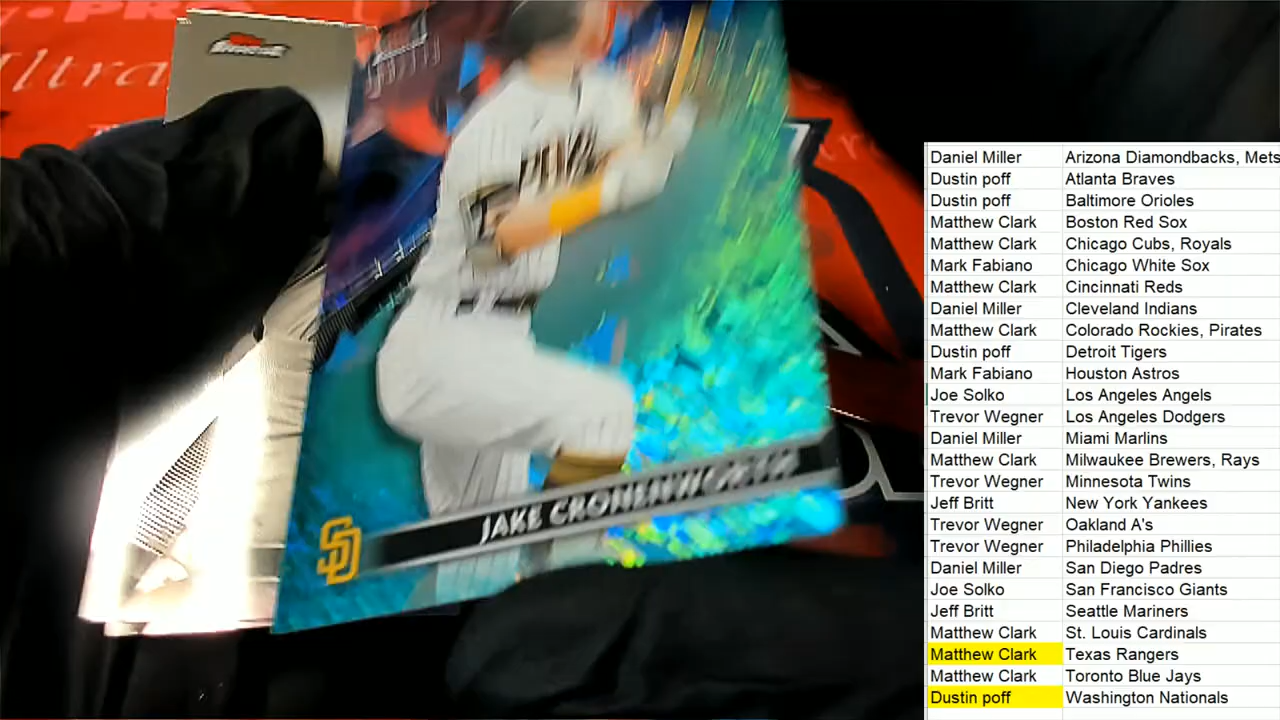 PRO
Ultra
JAKE CRONENWORTH
SD
Daniel Miller Arizona Diamondbacks, Mets
Dustin poff Atlanta Braves
Dustin poff Baltimore Orioles
Matthew Clark Boston Red Sox
Matthew Clark Chicago Cubs, Royals
Mark Fabiano Chicago White Sox
Matthew Clark Cincinnati Reds
Daniel Miller Cleveland Indians
Matthew Clark Colorado Rockies, Pirates
Dustin poff Detroit Tigers
Mark Fabiano Houston Astros
Joe Solko Los Angeles Angels
Trevor Wegner Los Angeles Dodgers
Daniel Miller Miami Marlins
Matthew Clark Milwaukee Brewers, Rays
Trevor Wegner Minnesota Twins
Jeff Britt New York Yankees
Trevor Wegner Oakland A's
Trevor Wegner Philadelphia Phillies
Daniel Miller San Diego Padres
Joe Solko San Francisco Giants
Jeff Britt Seattle Mariners
Matthew Clark St. Louis Cardinals
Matthew Clark Texas Rangers
Matthew Clark Toronto Blue Jays
Dustin poff Washington Nationals